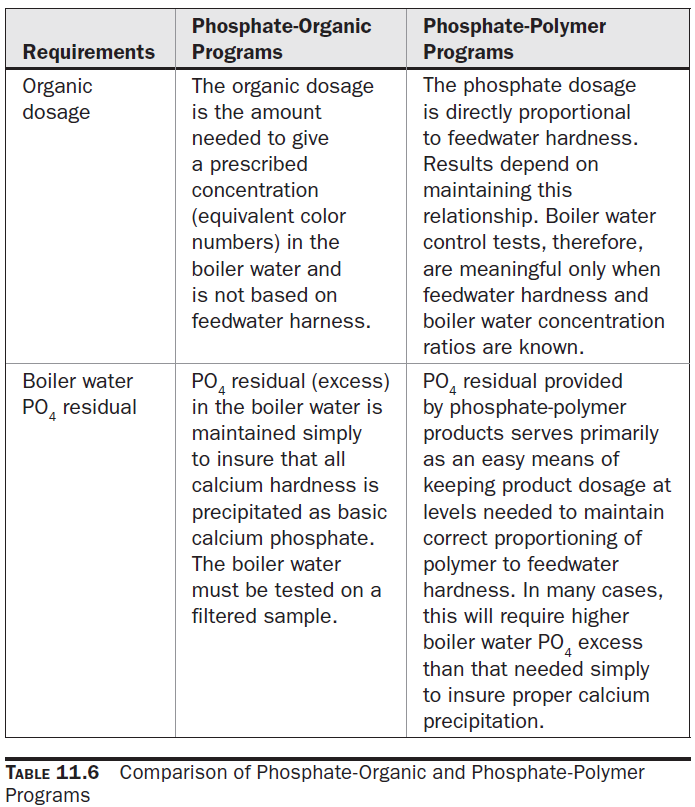 Requirements
Phosphate-Organic
Programs
Phosphate-Polymer
Programs
Organic
dosage
The organic dosage
is the amount
needed to give
a prescribed
concentration
(equivalent color
numbers) in the
boiler water and
is not based on
feedwater harness.
The phosphate dosage
is directly proportional
to feedwater hardness.
Results depend on
maintaining this
relationship. Boiler water
control tests, therefore,
are meaningful only when
feedwater hardness and
boiler water concentration
ratios are known.
Boiler water
PO₄ residual
PO₄ residual (excess)
in the boiler water is
maintained simply
to insure that all
calcium hardness is
precipitated as basic
calcium phosphate.
The boiler water
must be tested on a
filtered sample.
PO₄ residual provided
by phosphate-polymer
products serves primarily
as an easy means of
keeping product dosage at
levels needed to maintain
correct proportioning of
polymer to feedwater
hardness. In many cases,
this will require higher
boiler water PO₄ excess
than that needed simply
to insure proper calcium
precipitation.
TABLE 11.6 Comparison of Phosphate-Organic and Phosphate-Polymer
Programs